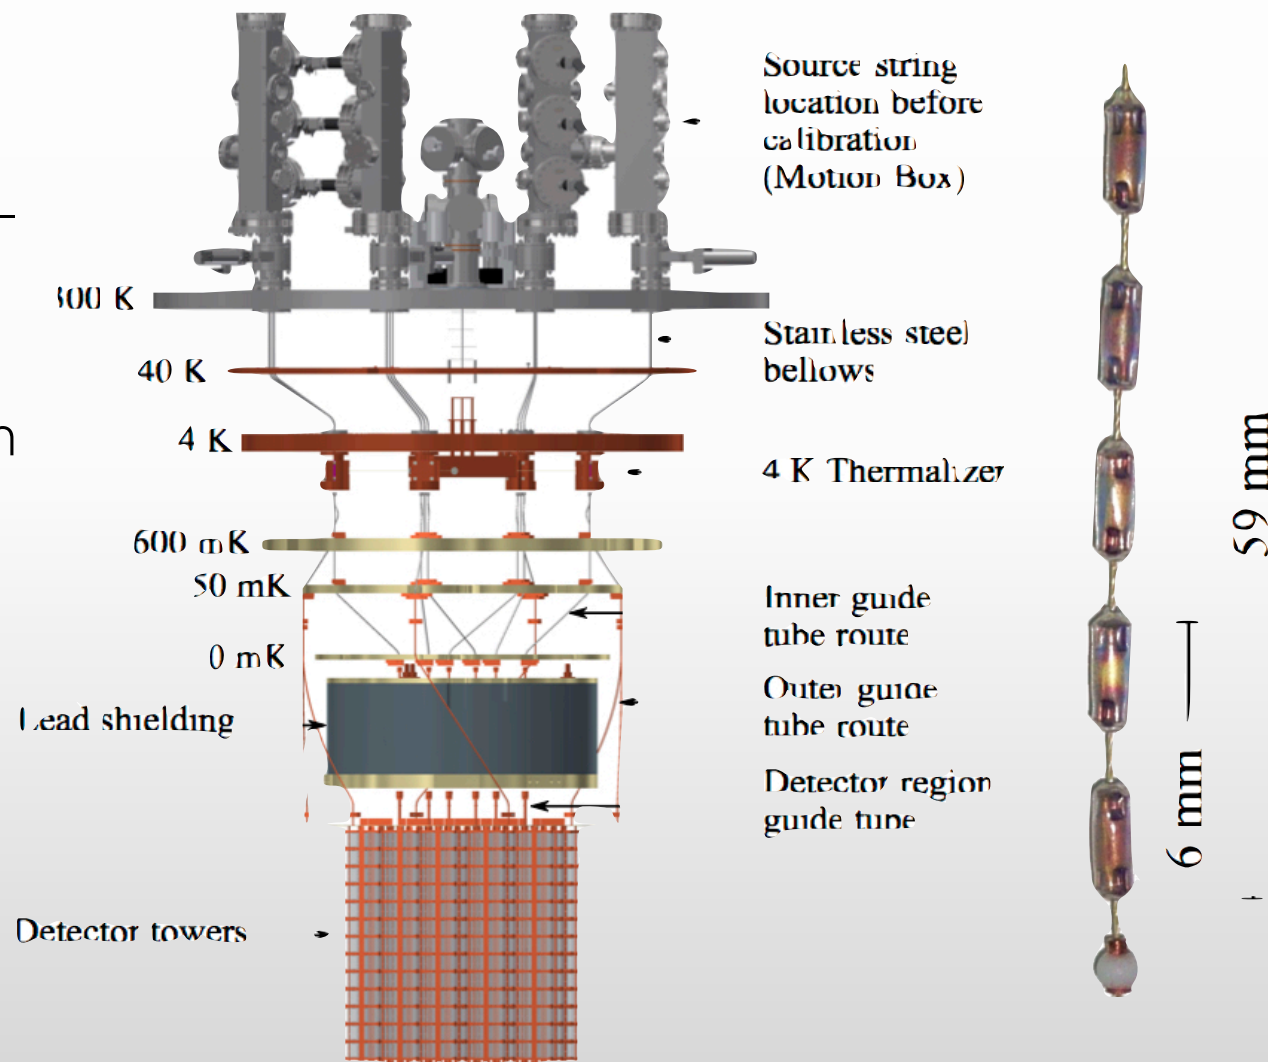 Source string
location before
calibration
(Motion Box)
00 K
Stainless steel
bellows
40 K
4 K
4 K Thermalizer
600 mK
50 mK
Inner guide
tube route
0 mK
Outer guide
tube route
Lead shielding
Detector region
guide tube
Detector towers
59 mm
6 mm